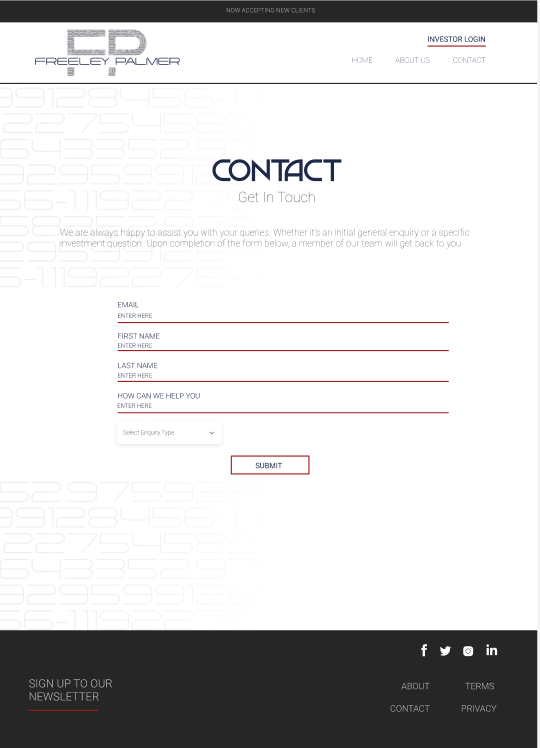 NOW ACCEPTING NEW CLIENTS
INVESTOR LOGIN
FP
FREELEY PALMER
HOME ABOUT US CONTACT
CONTACT
Get In Touch
We are always happy to assist you with your queries. Whether it's an initial general enquiry or a specific
investment question. Upon completion of the form below, a member of our team will get back to you
EMAIL
ENTER HERE
FIRST NAME
ENTER HERE
LAST NAME
ENTER HERE
HOW CAN WE HELP YOU
ENTER HERE
Select Enquiry Type
SUBMIT
SIGN UP TO OUR
NEWSLETTER
ABOUT TERMS
CONTACT PRIVACY